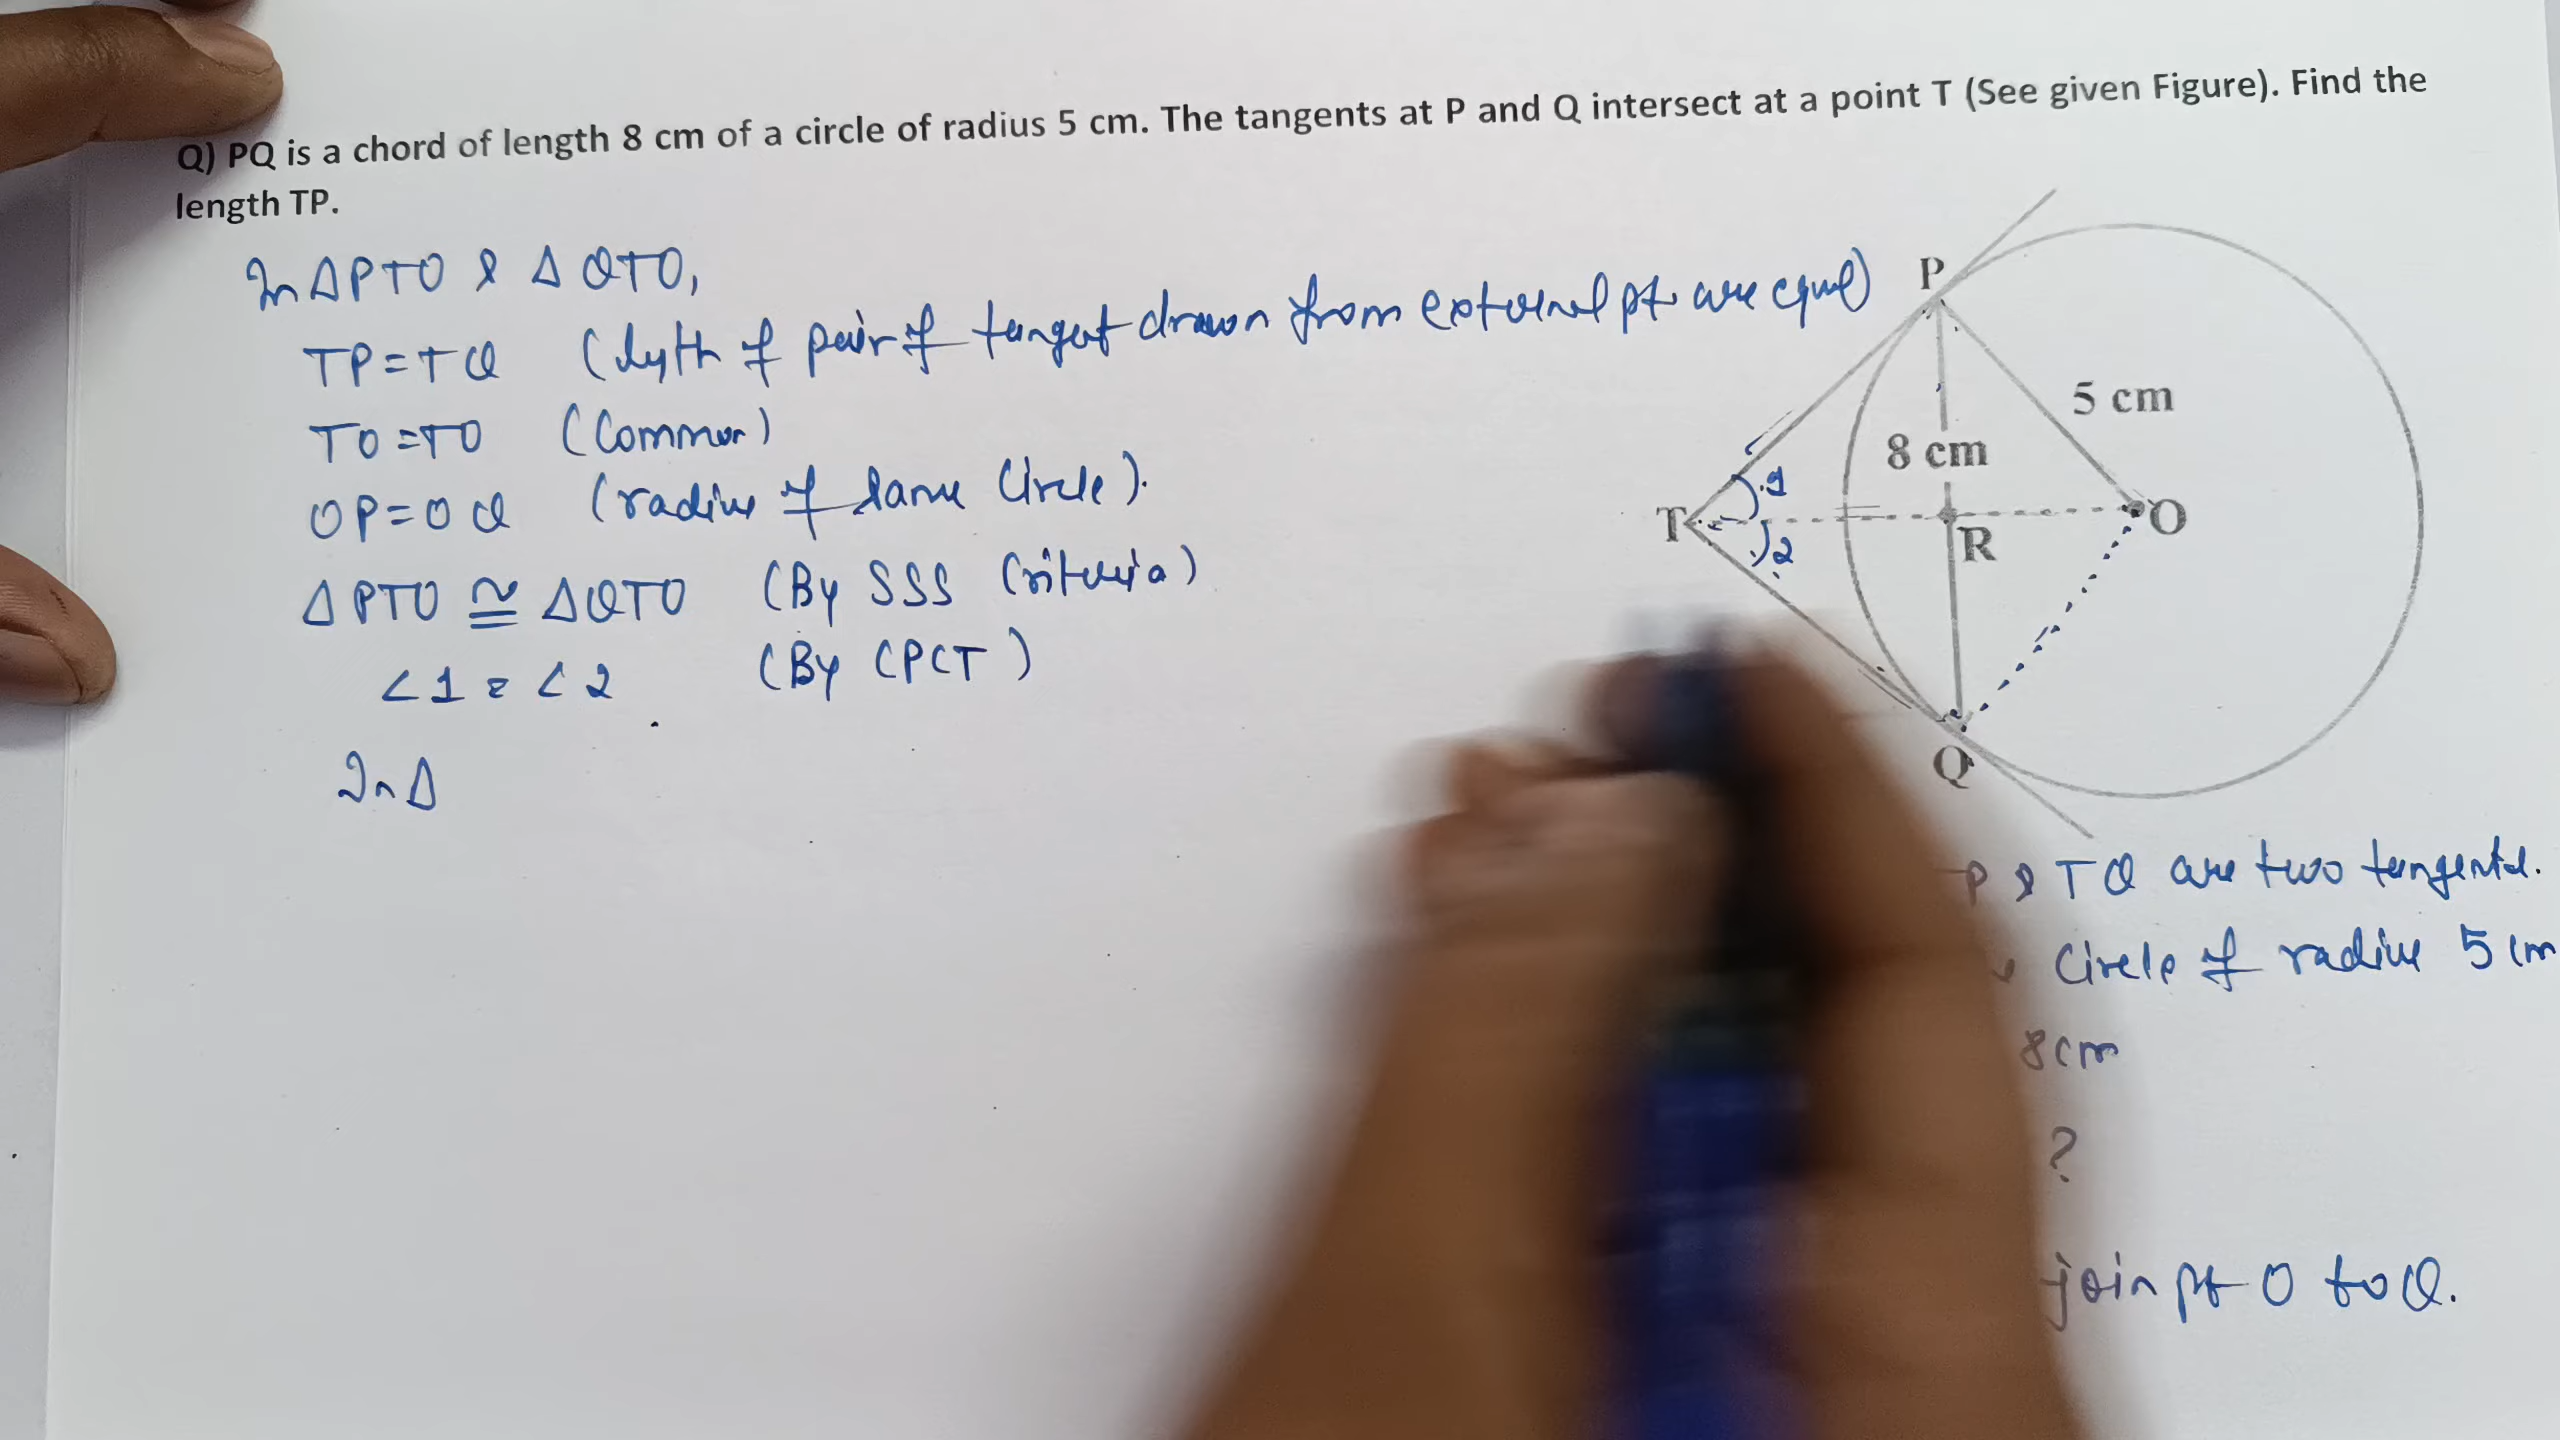 Q) PQ is a chord of length 8 cm of a circle of radius 5 cm. The tangents at P and Q intersect at a point T (See given Figure). Find the
length TP.
In ΔPTO & ΔQTO,
TP=TQ (lgth of pair of tangent drawn from external pt are equal)
TO=TO (Common)
OP=OQ (radius of same Circle).
ΔPTO ≅ ΔQTO (By SSS Criteria)
<1 = <2 (By CPCT)
In Δ
P
5 cm
8 cm
1
T
2
R
O
Q
P & TQ are two tangents.
Circle of radius 5 cm
8cm
?
join pt O to Q.